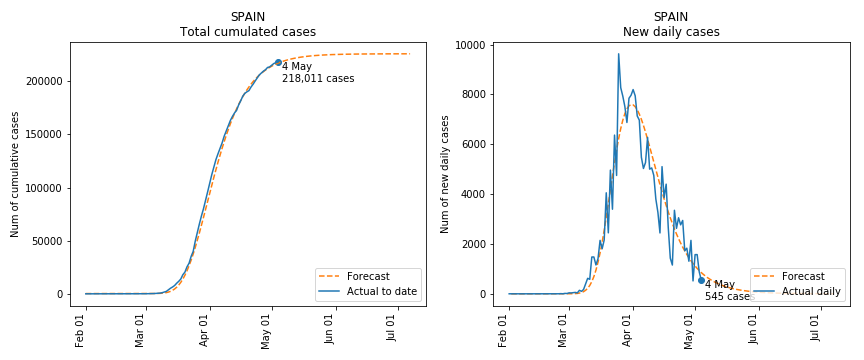 SPAIN
Total cumulated cases
Num of cumulative cases
200000
150000
100000
50000
0
4 May
218,011 cases
Forecast
Actual to date
Feb 01
Mar 01
Apr 01
May 01
Jun 01
Jul 01
SPAIN
New daily cases
Num of new daily cases
10000
8000
6000
4000
2000
0
4 May
545 cases
Forecast
Actual daily
Feb 01
Mar 01
Apr 01
May 01
Jun 01
Jul 01